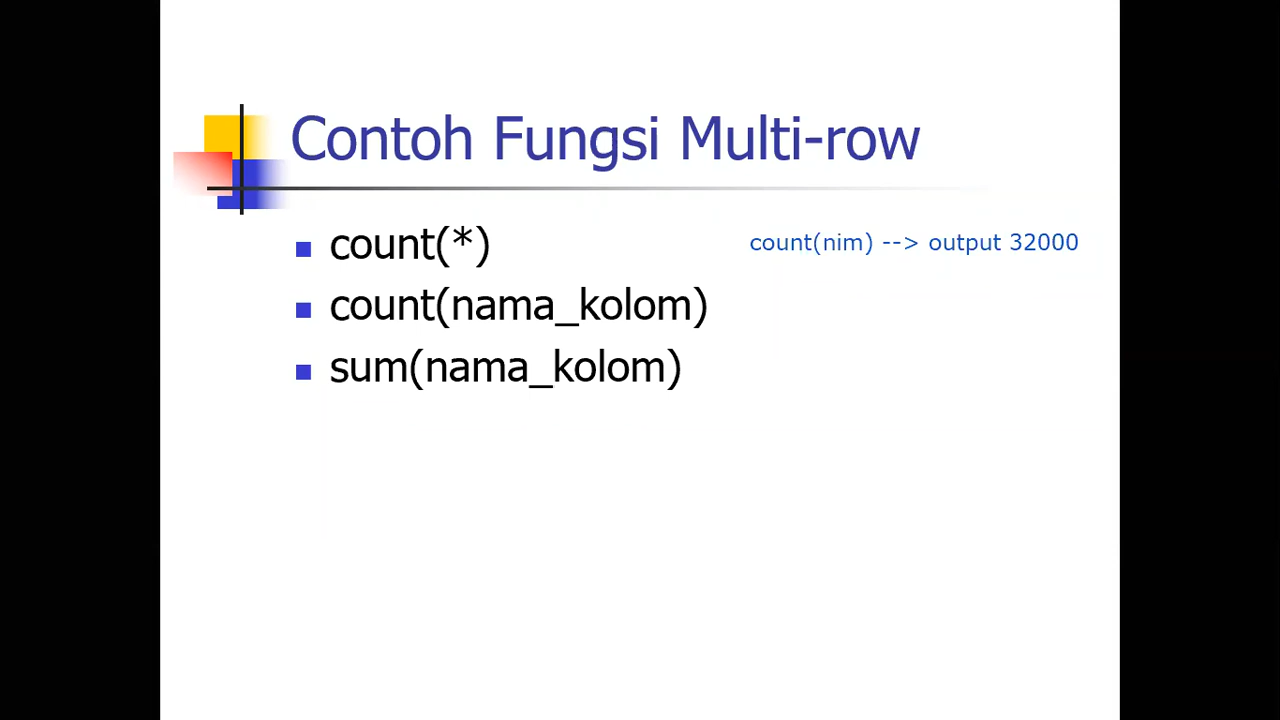 Contoh Fungsi Multi-row
count(*)
count(nim) --> output 32000
count(nama_kolom)
sum(nama_kolom)